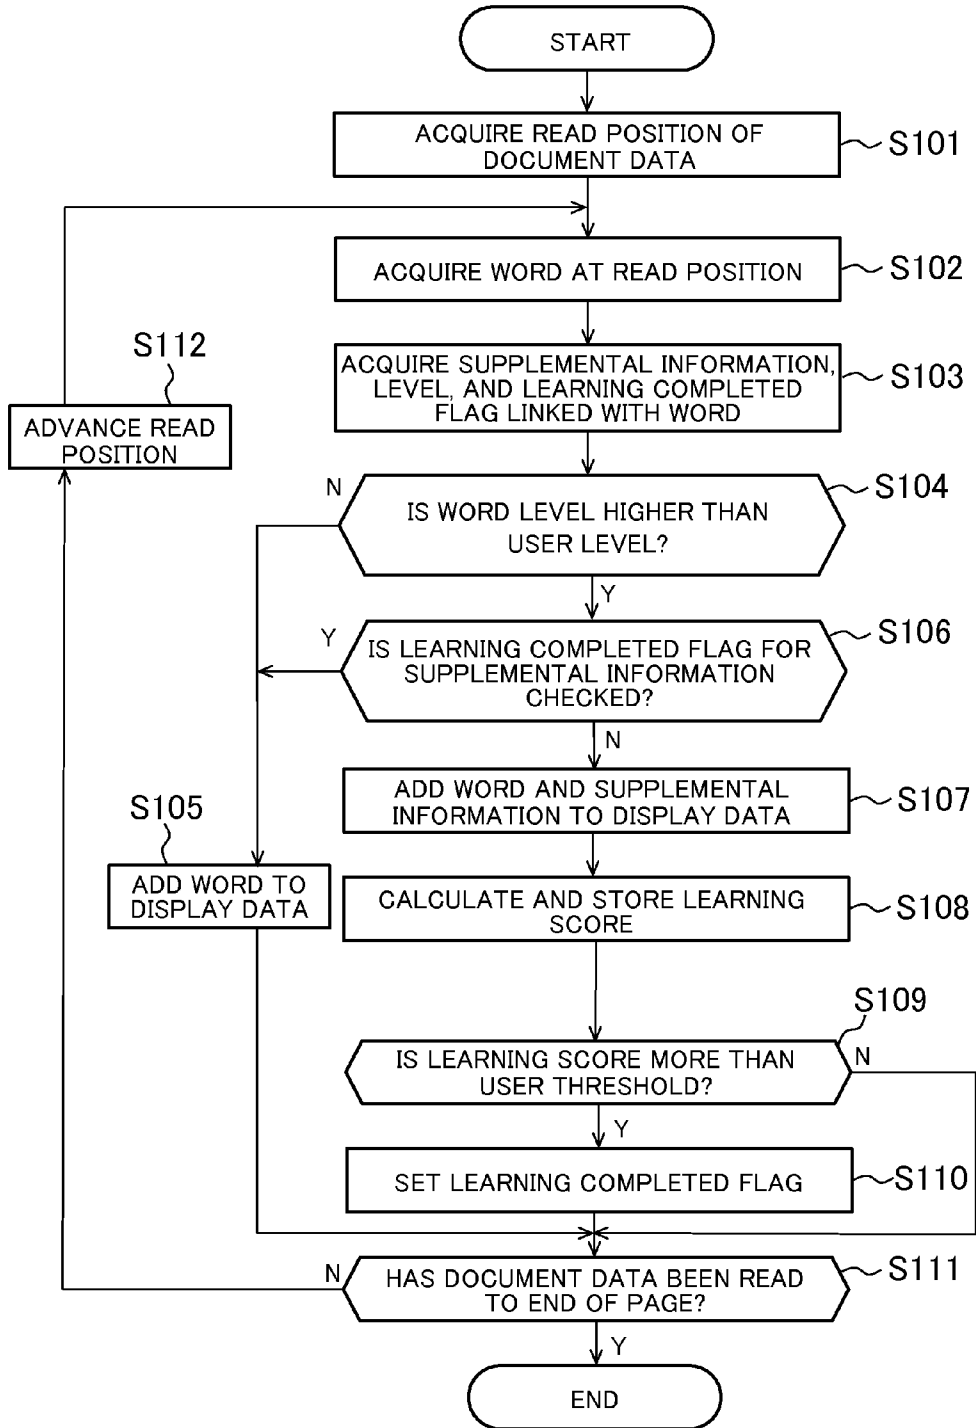 START
ACQUIRE READ POSITION OF
DOCUMENT DATA
S101
ACQUIRE WORD AT READ POSITION
S102
ACQUIRE SUPPLEMENTAL INFORMATION,
LEVEL, AND LEARNING COMPLETED
FLAG LINKED WITH WORD
S103
S112
ADVANCE READ
POSITION
N
IS WORD LEVEL HIGHER THAN
USER LEVEL?
S104
Y
Y
IS LEARNING COMPLETED FLAG FOR
SUPPLEMENTAL INFORMATION
CHECKED?
S106
N
ADD WORD AND SUPPLEMENTAL
INFORMATION TO DISPLAY DATA
S107
S105
ADD WORD TO
DISPLAY DATA
CALCULATE AND STORE LEARNING
SCORE
S108
S109
IS LEARNING SCORE MORE THAN
USER THRESHOLD?
N
Y
SET LEARNING COMPLETED FLAG
S110
N
HAS DOCUMENT DATA BEEN READ
TO END OF PAGE?
S111
Y
END